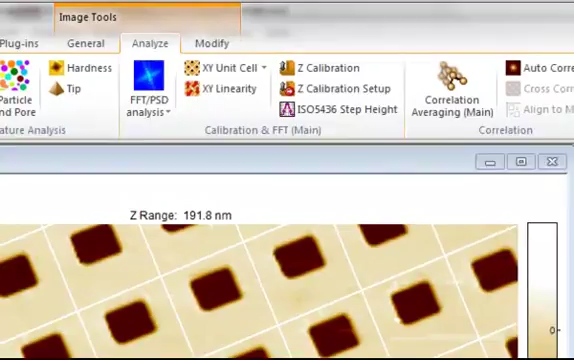 Image Tools
Plug-ins General Analyze Modify
Particle
nd Pore
Hardness
Tip
ature Analysis
FFT/PSD
analysis
XY Unit Cell
XY Linearity
Z Calibration
Z Calibration Setup
ISO5436 Step Height
Calibration & FFT (Main)
Correlation
Averaging (Main)
Auto Corre
Cross Corr
Align to M
Correlation
Z Range: 191.8 nm
0